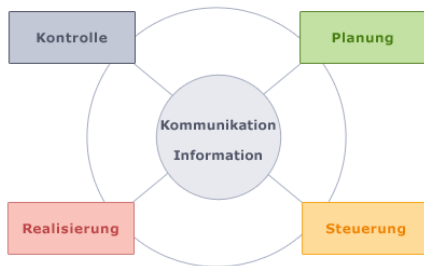 Kontrolle
Planung
Kommunikation
Information
Realisierung
Steuerung